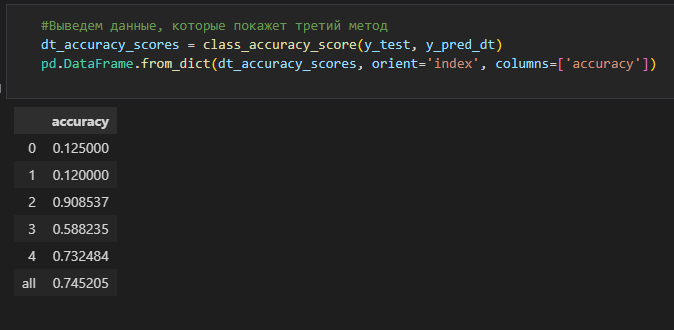 #Выведем данные, которые покажет третий метод
dt_accuracy_scores = class_accuracy_score(y_test, y_pred_dt)
pd.DataFrame.from_dict(dt_accuracy_scores, orient='index', columns=['accuracy'])
accuracy
0 0.125000
1 0.120000
2 0.908537
3 0.588235
4 0.732484
all 0.745205